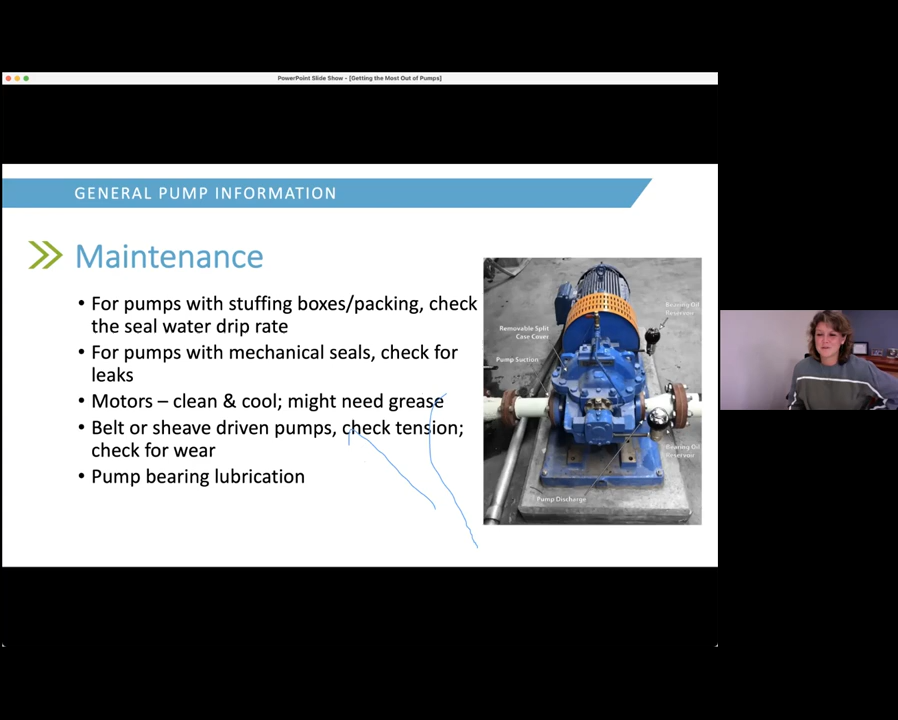 PowerPoint Slide Show - [Getting the Most Out of Pumps]
GENERAL PUMP INFORMATION
Maintenance
• For pumps with stuffing boxes/packing, check
the seal water drip rate
• For pumps with mechanical seals, check for
leaks
• Motors – clean & cool; might need grease
• Belt or sheave driven pumps, check tension;
check for wear
• Pump bearing lubrication
Bearing Oil
Reservoir
Removable Split
Case Cover
Pump Suction
Bearing Oil
Reservoir
Pump Discharge